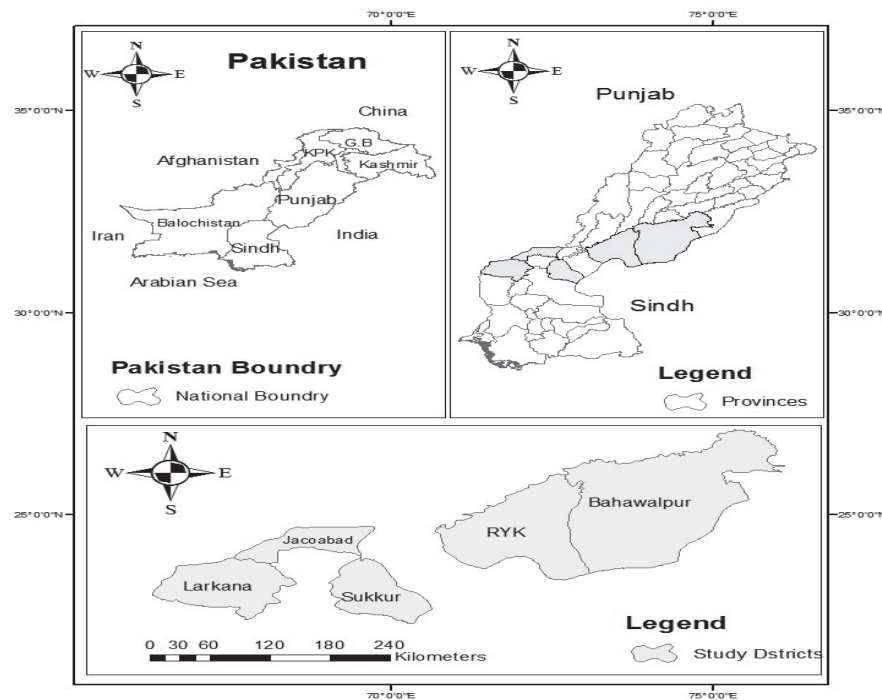 70°0'0"E 75°0'0"E
35°0'0"N
30°0'0"N
25°0'0"N
N
W E
S
Pakistan
China
G.B
KPK
Kashmir
Afghanistan
Punjab
Balochistan
Iran
Sindh
India
Arabian Sea
Pakistan Boundry
National Boundry
N
W E
S
Punjab
Sindh
Legend
Provinces
35°0'0"N
30°0'0"N
25°0'0"N
N
W E
S
Bahawalpur
RYK
Jacoabad
Larkana
Sukkur
0 30 60 120 180 240
Kilometers
Legend
Study Dstricts
70°0'0"E 75°0'0"E